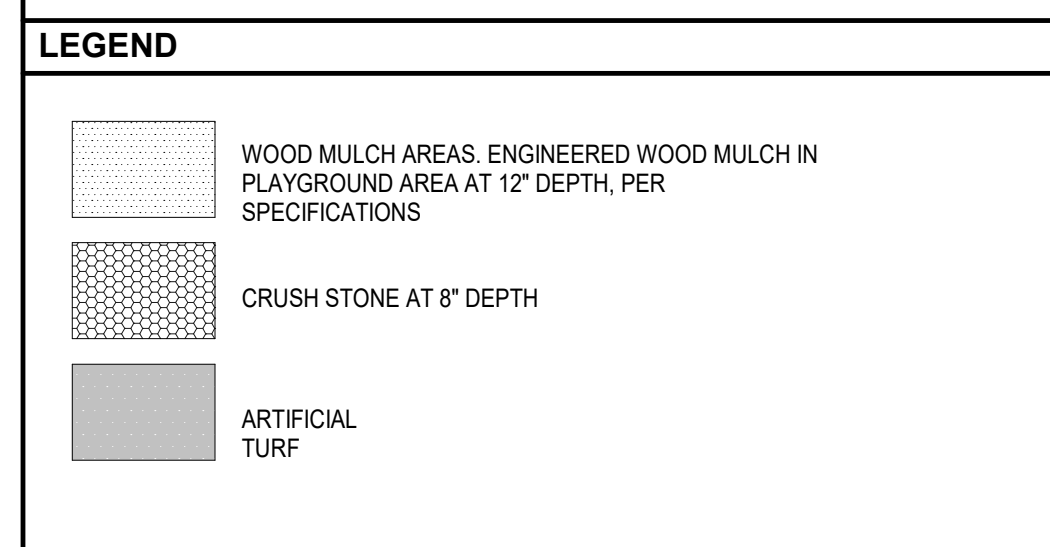 LEGEND
WOOD MULCH AREAS. ENGINEERED WOOD MULCH IN
PLAYGROUND AREA AT 12" DEPTH, PER
SPECIFICATIONS
CRUSH STONE AT 8" DEPTH
ARTIFICIAL
TURF